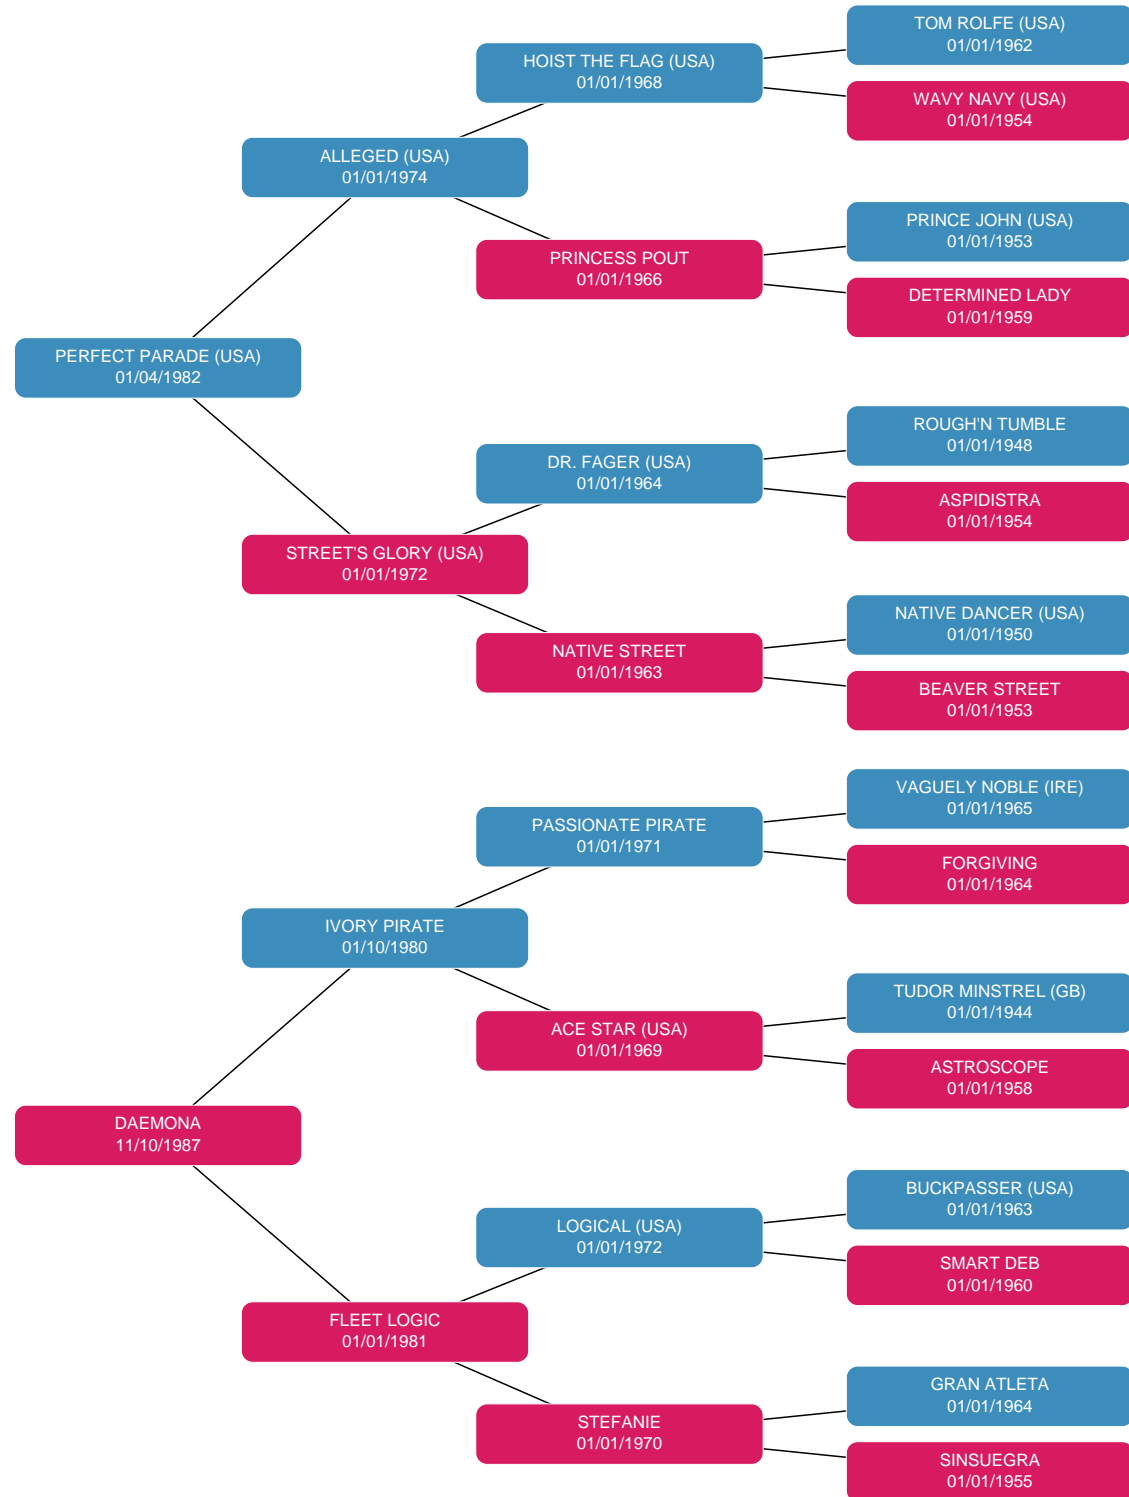 TOM ROLFE (USA)
01/01/1962
HOIST THE FLAG (USA)
01/01/1968
WAVY NAVY (USA)
01/01/1954
ALLEGED (USA)
01/01/1974
PRINCE JOHN (USA)
01/01/1953
PRINCESS POUT
01/01/1966
DETERMINED LADY
01/01/1959
PERFECT PARADE (USA)
01/04/1982
ROUGH'N TUMBLE
01/01/1948
DR. FAGER (USA)
01/01/1964
ASPIDISTRA
01/01/1954
STREET'S GLORY (USA)
01/01/1972
NATIVE DANCER (USA)
01/01/1950
NATIVE STREET
01/01/1963
BEAVER STREET
01/01/1953
VAGUELY NOBLE (IRE)
01/01/1965
PASSIONATE PIRATE
01/01/1971
FORGIVING
01/01/1964
IVORY PIRATE
01/10/1980
TUDOR MINSTREL (GB)
01/01/1944
ACE STAR (USA)
01/01/1969
ASTROSCOPE
01/01/1958
DAEMONA
11/10/1987
BUCKPASSER (USA)
01/01/1963
LOGICAL (USA)
01/01/1972
SMART DEB
01/01/1960
FLEET LOGIC
01/01/1981
GRAN ATLETA
01/01/1964
STEFANIE
01/01/1970
SINSUEGRA
01/01/1955